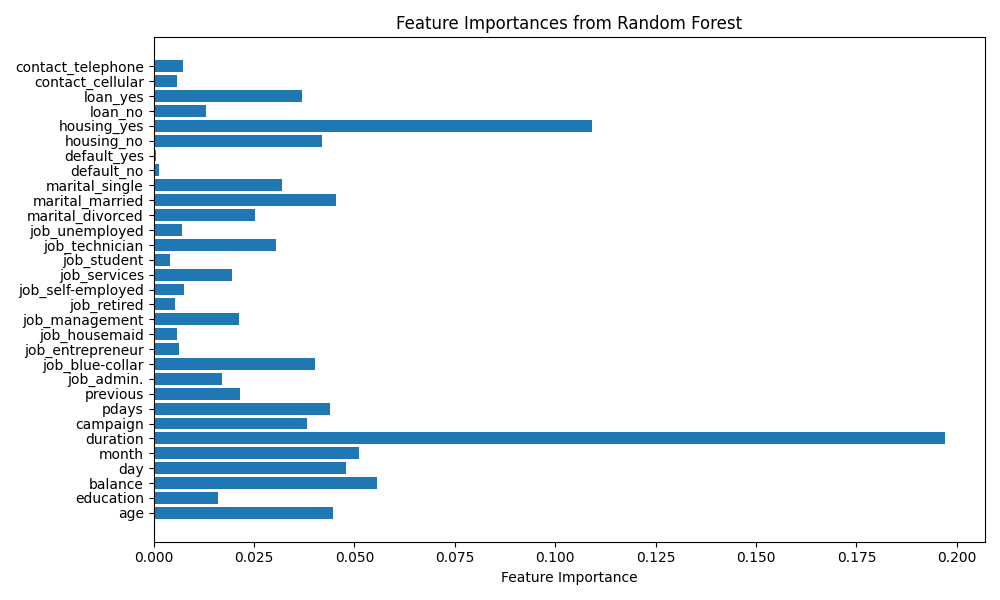 Feature Importances from Random Forest
contact_telephone
contact_cellular
loan_yes
loan_no
housing_yes
housing_no
default_yes
default_no
marital_single
marital_married
marital_divorced
job_unemployed
job_technician
job_student
job_services
job_self-employed
job_retired
job_management
job_housemaid
job_entrepreneur
job_blue-collar
job_admin.
previous
pdays
campaign
duration
month
day
balance
education
age
0.000 0.025 0.050 0.075 0.100 0.125 0.150 0.175 0.200
Feature Importance